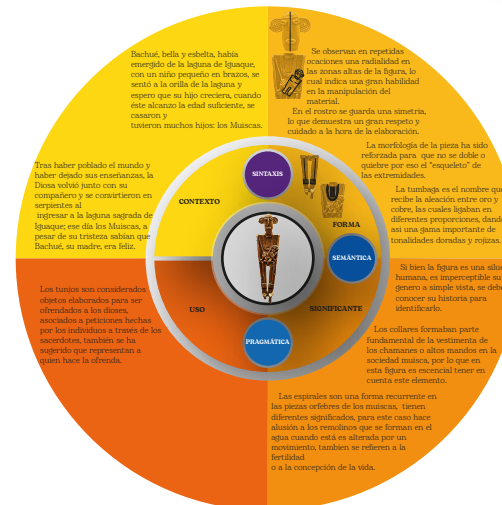 Bachué, bella y esbelta, había
emergido de la laguna de Iguaque,
con un niño pequeño en brazos, se
sentó a la orilla de la laguna y
espero que su hijo creciera, cuando
éste alcanzo la edad suficiente, se
casaron y
tuvieron muchos hijos: los Muiscas.
Tras haber poblado el mundo y
haber dejado sus enseñanzas, la
Diosa volvió junto con su
compañero y se convirtieron en
serpientes al
ingresar a la laguna sagrada de
Iguaque; ese día los Muiscas, a
pesar de su tristeza sabían que
Bachué, su madre, era feliz.
Se observan en repetidas
ocaciones una radialidad en
las zonas altas de la figura, lo
cual indica una gran habilidad
en la manipulación del
material.
En el rostro se guarda una simetria,
lo que demuestra un gran respeto y
cuidado a la hora de la elaboración.
La morfología de la pieza ha sido
reforzada para que no se doble o
quiebre por eso el "esqueleto" de
las extremidades.
La tumbaga es el nombre que
recibe la aleación entre oro y
cobre, las cuales ligaban en
diferentes proporciones, dando
asi una gama importante de
tonalidades doradas y rojizas.
SINTAXIS
CONTEXTO
FORMA
SEMÁNTICA
USO
SIGNIFICANTE
PRAGMÁTICA
Los tunjos son considerados
objetos elaborados para ser
ofrendados a los dioses,
asociados a peticiones hechas
por los individuos a través de los
sacerdotes, también se ha
sugerido que representan a
quien hace la ofrenda.
Si bien la figura es una silue
humana, es imperceptible su
genero a simple vista, se debe
conocer su historia para
identificarlo.
Los collares formaban parte
fundamental de la vestimenta de
los chamanes o altos mandos en la
sociedad muisca, por lo que en
esta figura es escencial tener en
cuenta este elemento.
Las espirales son una forma recurrente en
las piezas orfebres de los muiscas, tienen
diferentes significados, para este caso hace
alusión a los remolinos que se forman en el
agua cuando está es alterada por un
movimiento, tambien se refieren a la
fertilidad
o a la concepción de la vida.